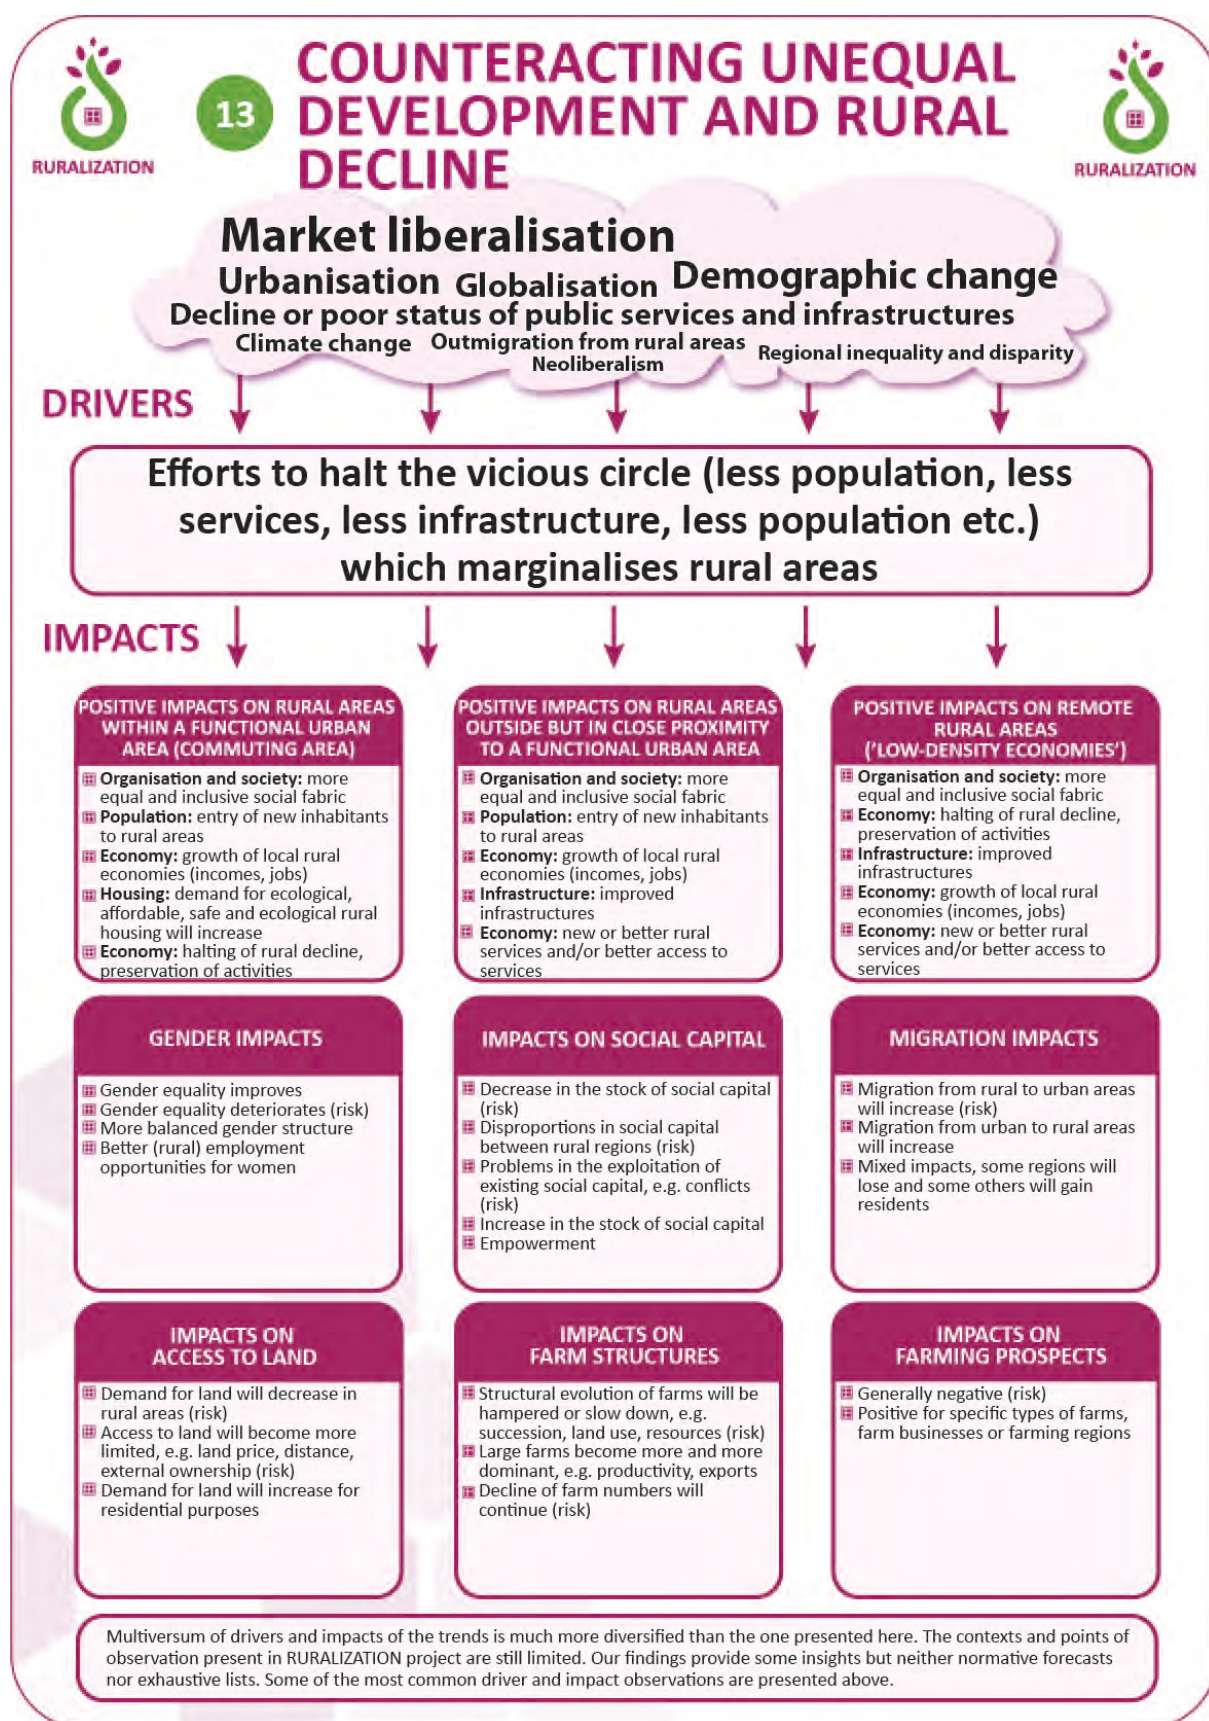 COUNTERACTING UNEQUAL
DEVELOPMENT AND RURAL
DECLINE
13
RURALIZATION
RURALIZATION
Market liberalisation
Urbanisation Globalisation Demographic change
Decline or poor status of public services and infrastructures
Climate change Outmigration from rural areas
Neoliberalism
Regional inequality and disparity
DRIVERS
Efforts to halt the vicious circle (less population, less
services, less infrastructure, less population etc.)
which marginalises rural areas
IMPACTS
POSITIVE IMPACTS ON RURAL AREAS
WITHIN A FUNCTIONAL URBAN
AREA (COMMUTING AREA)
Organisation and society: more
equal and inclusive social fabric
Population: entry of new inhabitants
to rural areas
Economy: growth of local rural
economies (incomes, jobs)
Housing: demand for ecological,
affordable, safe and ecological rural
housing will increase
Economy: halting of rural decline,
preservation of activities
POSITIVE IMPACTS ON RURAL AREAS
OUTSIDE BUT IN CLOSE PROXIMITY
TO A FUNCTIONAL URBAN AREA
Organisation and society: more
equal and inclusive social fabric
Population: entry of new inhabitants
to rural areas
Economy: growth of local rural
economies (incomes, jobs)
Infrastructure: improved
infrastructures
Economy: new or better rural
services and/or better access to
services
POSITIVE IMPACTS ON REMOTE
RURAL AREAS
('LOW-DENSITY ECONOMIES')
Organisation and society: more
equal and inclusive social fabric
Economy: halting of rural decline,
preservation of activities
Infrastructure: improved
infrastructures
Economy: growth of local rural
economies (incomes, jobs)
Economy: new or better rural
services and/or better access to
services
GENDER IMPACTS
Gender equality improves
Gender equality deteriorates (risk)
More balanced gender structure
Better (rural) employment
opportunities for women
IMPACTS ON SOCIAL CAPITAL
Decrease in the stock of social capital
(risk)
Disproportions in social capital
between rural regions (risk)
Problems in the exploitation of
existing social capital, e.g. conflicts
(risk)
Increase in the stock of social capital
Empowerment
MIGRATION IMPACTS
Migration from rural to urban areas
will increase (risk)
Migration from urban to rural areas
will increase
Mixed impacts, some regions will
lose and some others will gain
residents
IMPACTS ON
ACCESS TO LAND
Demand for land will decrease in
rural areas (risk)
Access to land will become more
limited, e.g. land price, distance,
external ownership (risk)
Demand for land will increase for
residential purposes
IMPACTS ON
FARM STRUCTURES
Structural evolution of farms will be
hampered or slow down, e.g.
succession, land use, resources (risk)
Large farms become more and more
dominant, e.g. productivity, exports
Decline of farm numbers will
continue (risk)
IMPACTS ON
FARMING PROSPECTS
Generally negative (risk)
Positive for specific types of farms,
farm businesses or farming regions
Multiversum of drivers and impacts of the trends is much more diversified than the one presented here. The contexts and points of
observation present in RURALIZATION project are still limited. Our findings provide some insights but neither normative forecasts
nor exhaustive lists. Some of the most common driver and impact observations are presented above.